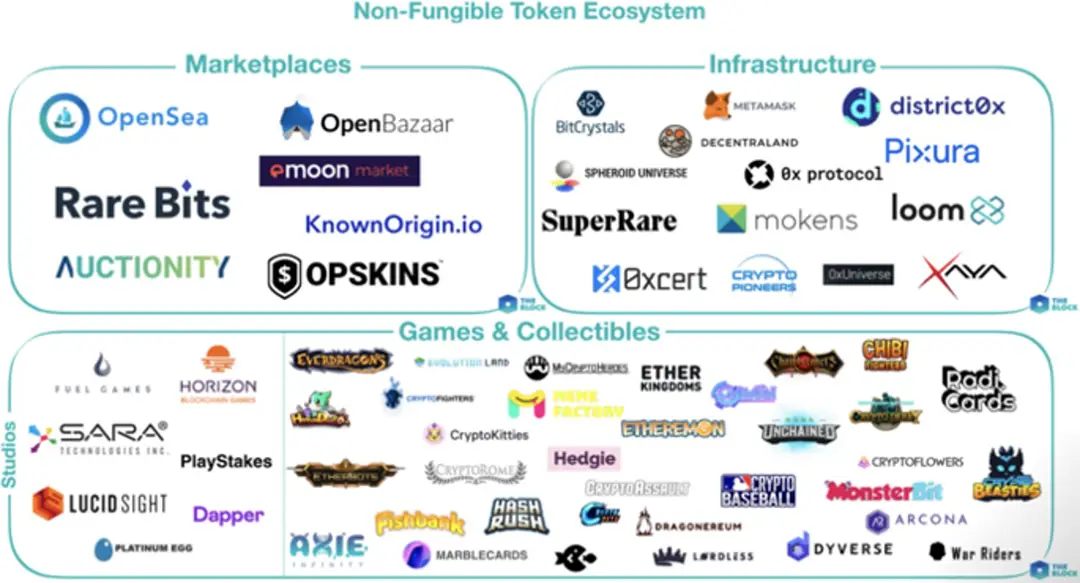 Non-Fungible Token Ecosystem
Marketplaces
OpenSea
OpenBazaar
emoon market
Rare Bits
KnownOrigin.io
AUCTIONITY
OPSKINS
THE BLOCK
Infrastructure
BitCrystals
METAMASK
district0x
DECENTRALAND
Pixura
SPHEROID UNIVERSE
0x protocol
SuperRare
mokens
loom
0xcert
CRYPTO
PIONEERS
0xUniverse
XAYA
THE BLOCK
Games & Collectibles
Studios
FUEL GAMES
HORIZON
BLOCKCHAIN GAMES
SARA®
TECHNOLOGIES INC.
PlayStakes
LUCID SIGHT
Dapper
PLATINUM EGG
EVERDRAGONS
EVOLUTION LAND
MYCRYPTOHEROES
ETHER
KINGDOMS
CHIBI
FIGHTERS
Radi
Cards
CRYPTOFIGHTERS
MEME
FACTORY
CryptoKitties
ETHEREMON
UNCHAINED
ETHERBOTS
CRYPTOROME
Hedgie
CRYPTOFLOWERS
CRYPTOASSAULT
CRYPTO
BASEBALL
MonsterBit
BEASTIES
Fishbank
HASH
RUSH
DRAGONEREUM
ARCONA
AXIE
INFINITY
MARBLECARDS
LORDLESS
DYVERSE
War Riders
THE BLOCK